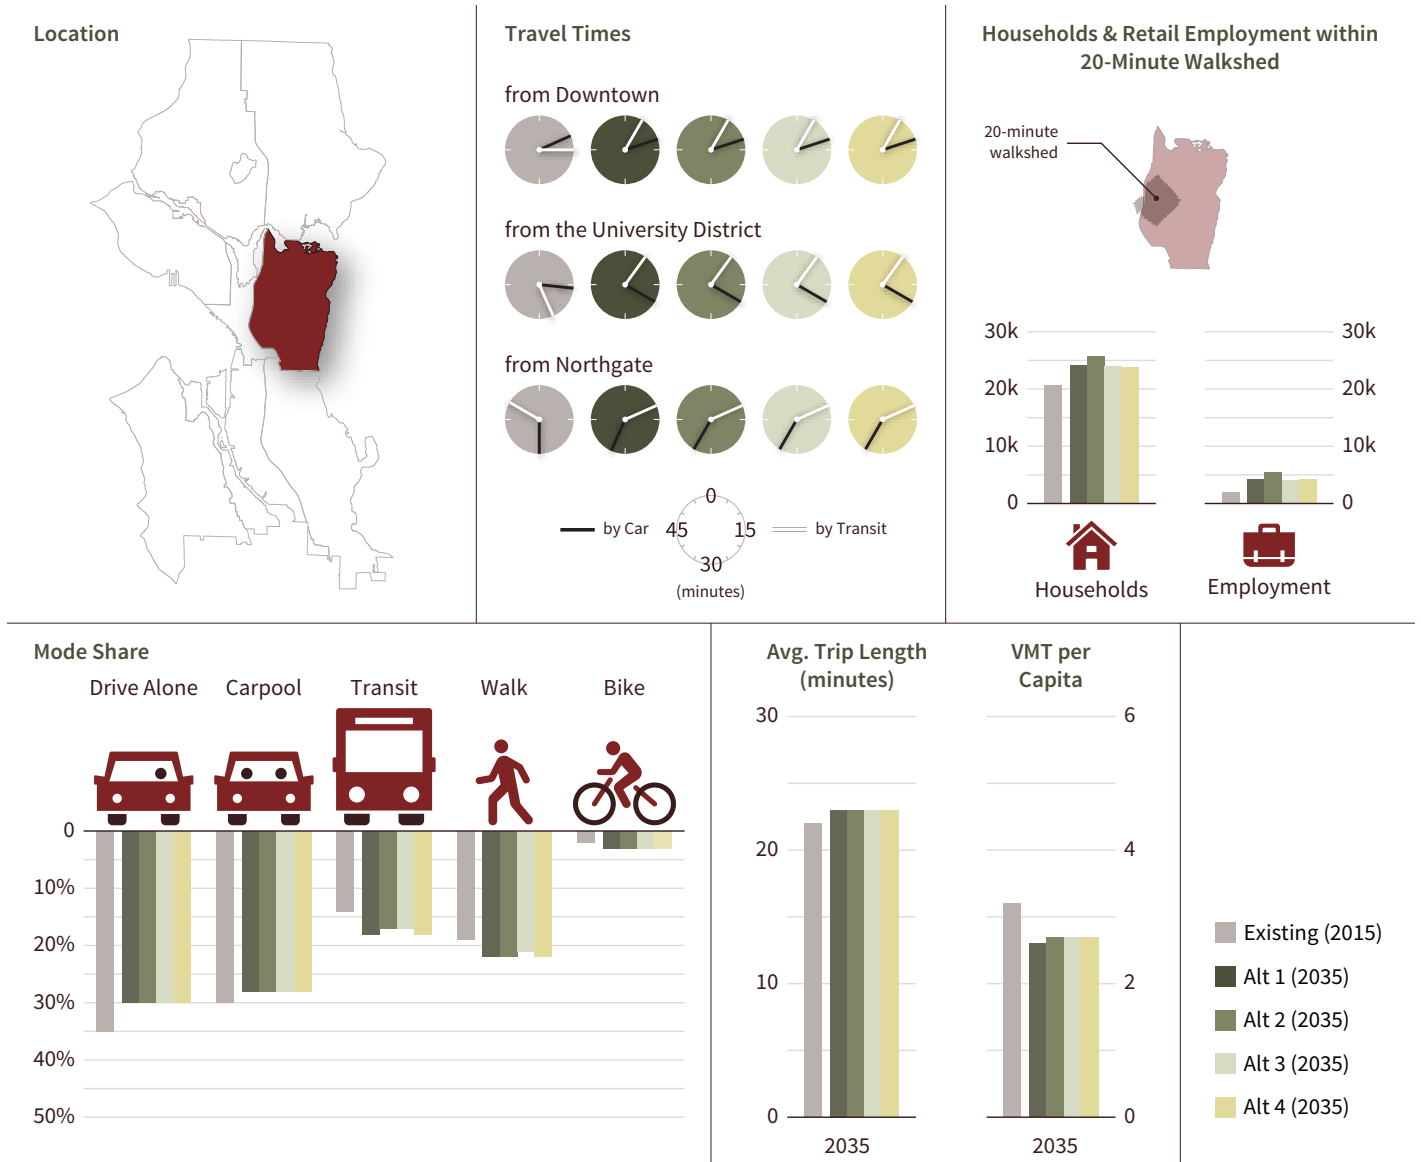 Location
Travel Times
from Downtown
from the University District
from Northgate
by Car
0
45
15
30
(minutes)
by Transit
Households & Retail Employment within
20-Minute Walkshed
20-minute
walkshed
30k
20k
10k
0
30k
20k
10k
0
Households
Employment
Mode Share
Drive Alone
Carpool
Transit
Walk
Bike
0
10%
20%
30%
40%
50%
Avg. Trip Length
(minutes)
30
20
10
0
2035
VMT per
Capita
6
4
2
0
2035
Existing (2015)
Alt 1 (2035)
Alt 2 (2035)
Alt 3 (2035)
Alt 4 (2035)